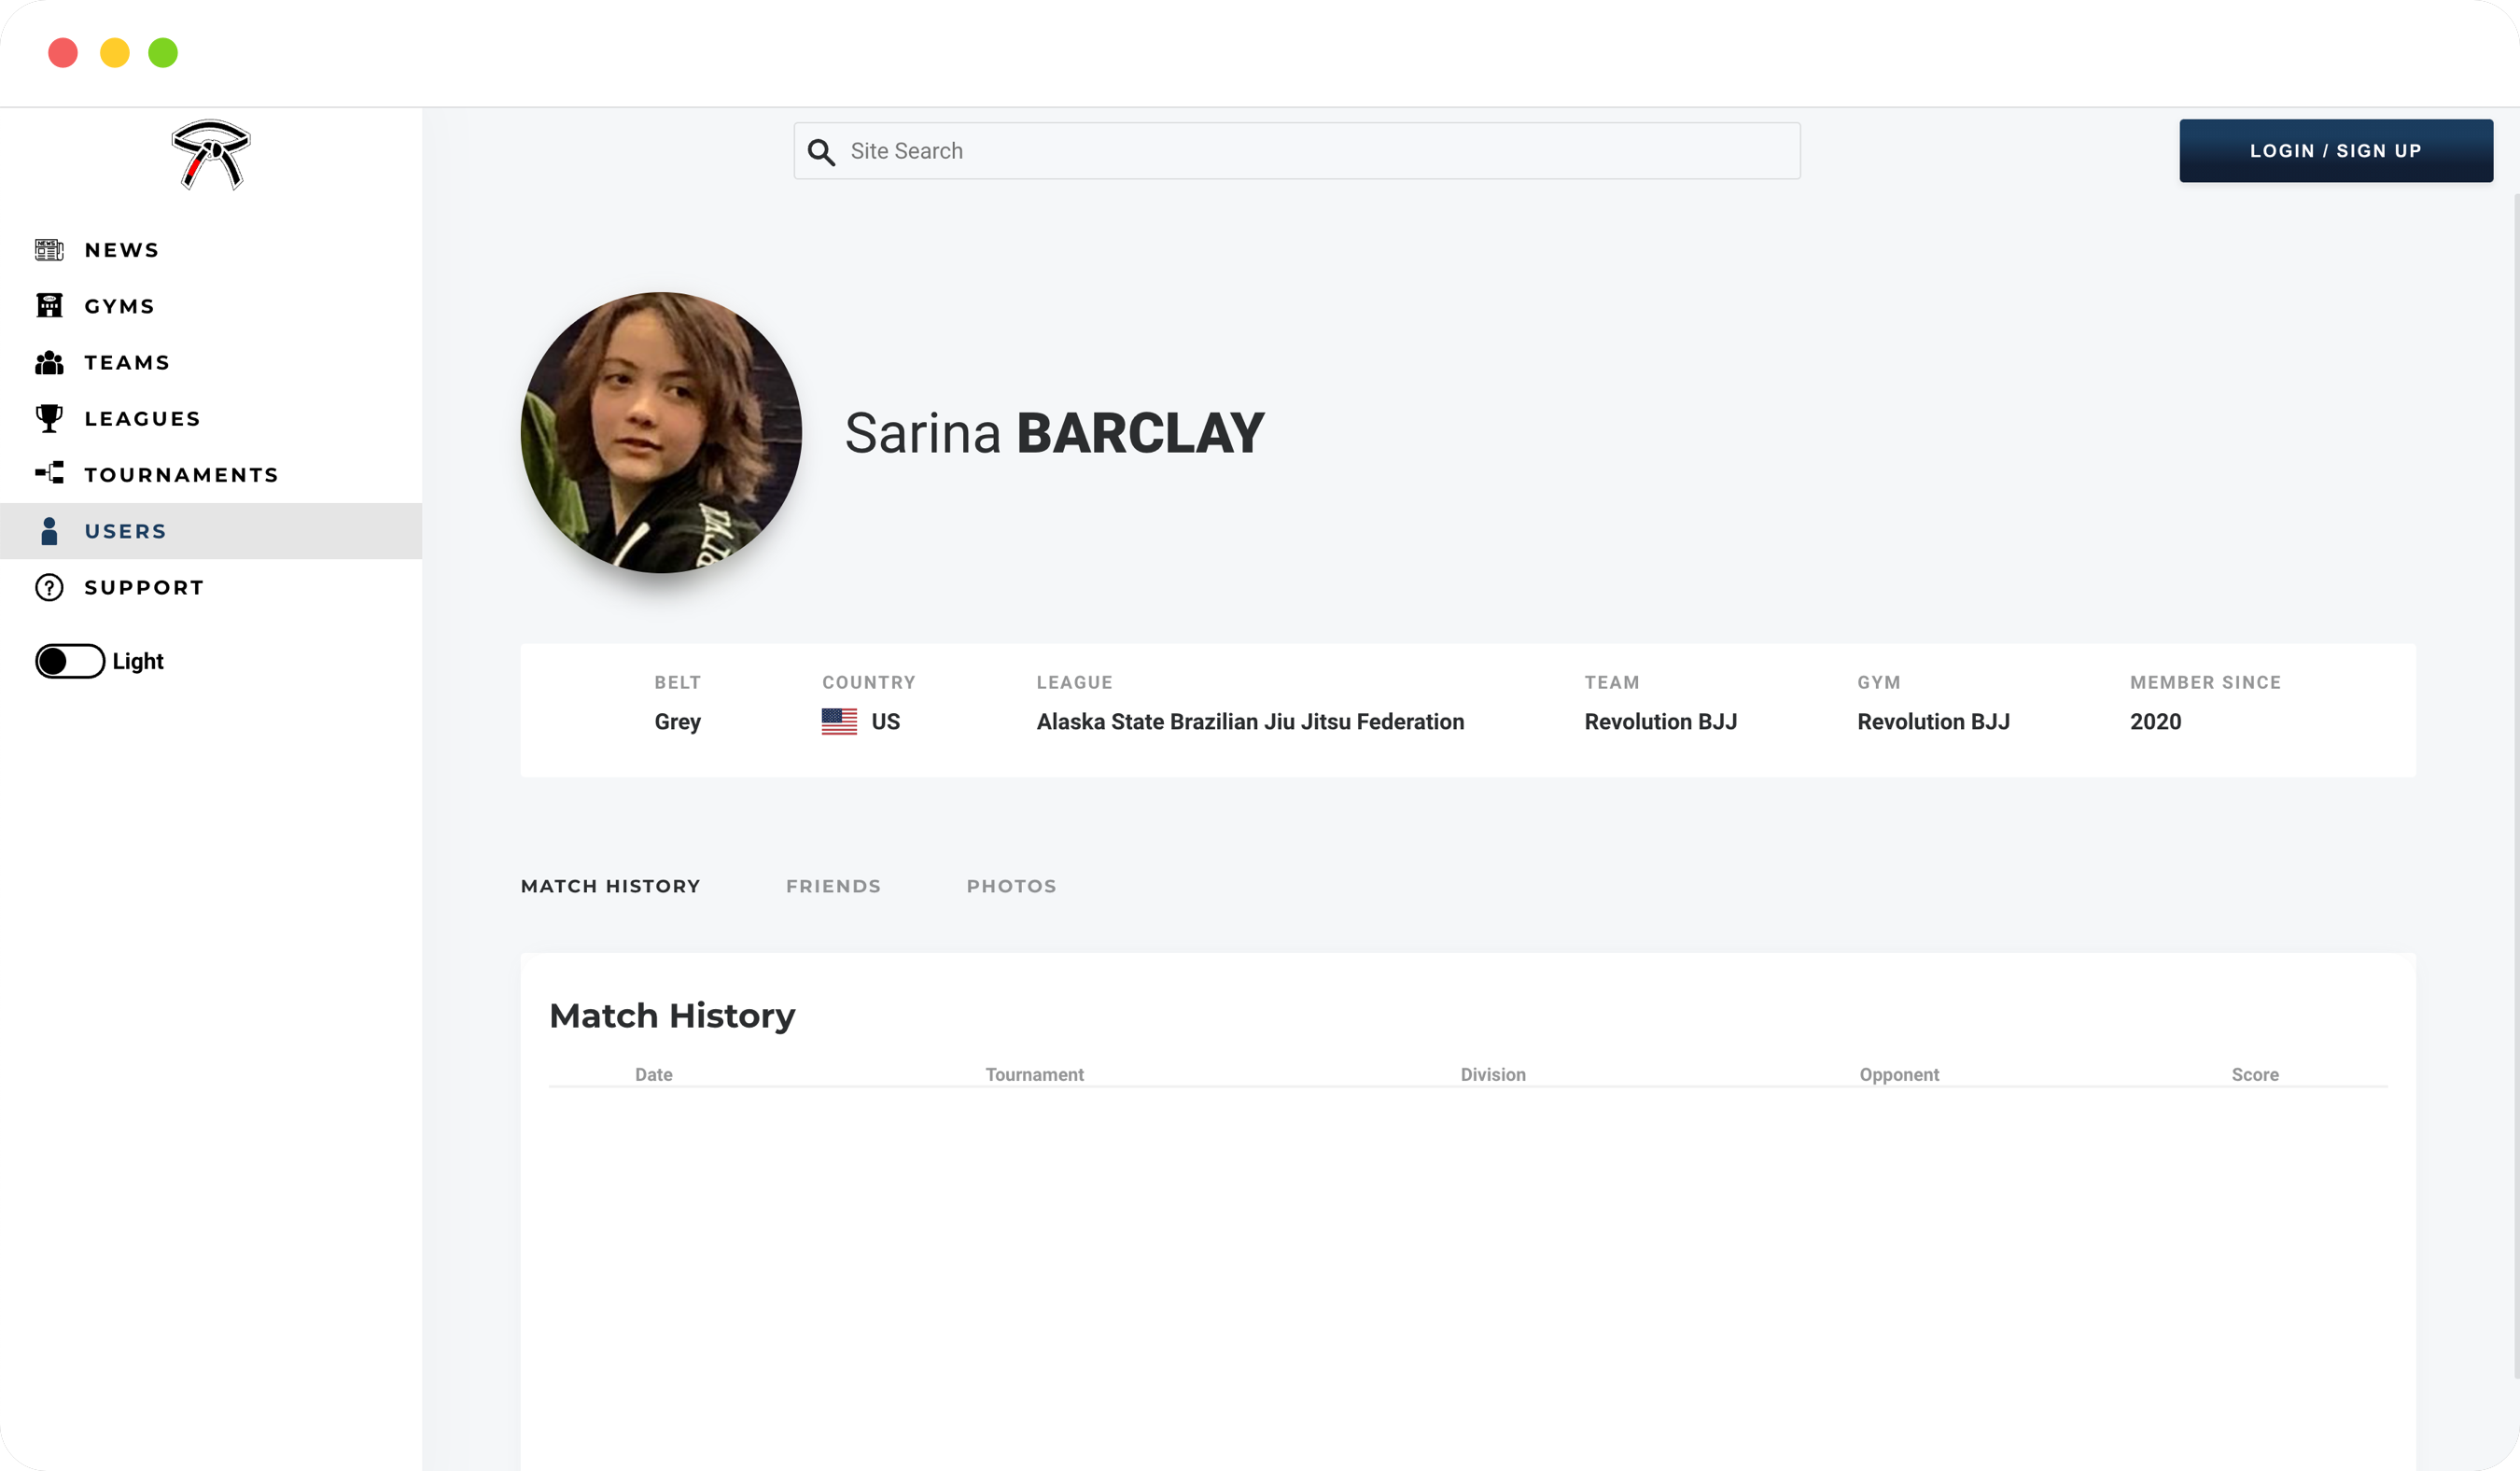 Site Search
LOGIN / SIGN UP
NEWS
GYMS
TEAMS
LEAGUES
TOURNAMENTS
USERS
SUPPORT
Light
Sarina BARCLAY
BELT COUNTRY LEAGUE TEAM GYM MEMBER SINCE
Grey US Alaska State Brazilian Jiu Jitsu Federation Revolution BJJ Revolution BJJ 2020
MATCH HISTORY FRIENDS PHOTOS
Match History
Date Tournament Division Opponent Score